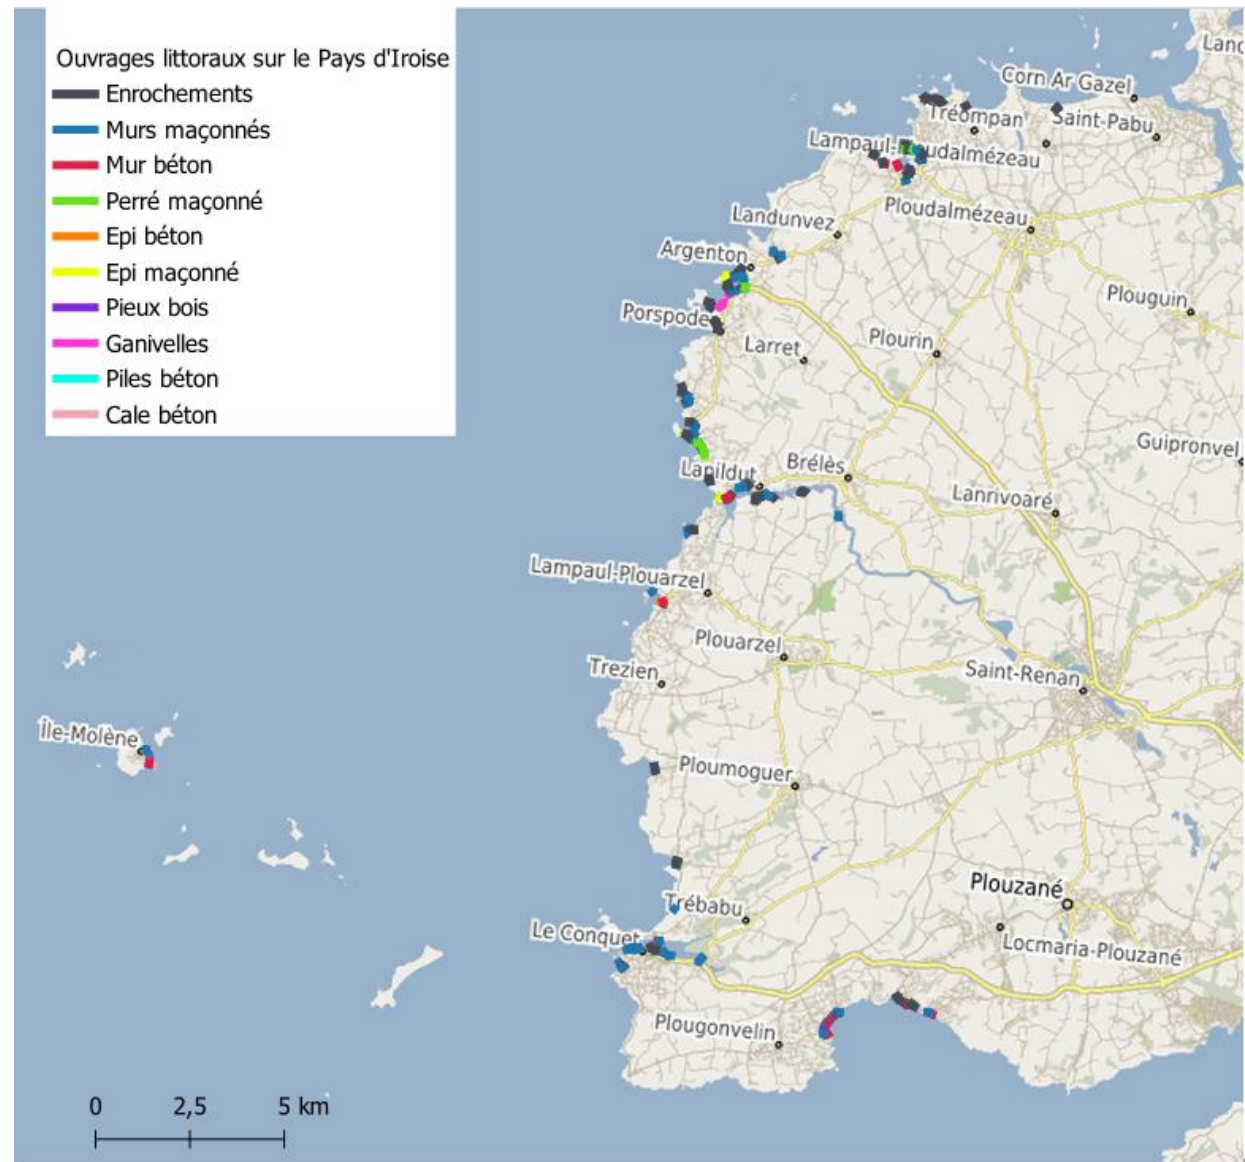 Ouvrages littoraux sur le Pays d'Iroise
Enrochements
Murs maçonnés
Mur béton
Perré maçonné
Epi béton
Epi maçonné
Pieux bois
Ganivelles
Piles béton
Cale béton
Corn Ar Gazel
Tréompan
Saint-Pabu
Landunvez
Ploudalmézeau
Argenton
Porspode
Plouguin
Larret
Plourin
Guipronvel
Lanildut
Brélès
Lanrivoaré
Lampaul-Plouarzel
Plouarzel
Trezien
Saint-Renan
Île-Molène
Ploumoguer
Plouzané
Trébabu
Le Conquet
Locmaria-Plouzané
Plougonvelin
0 2,5 5 km